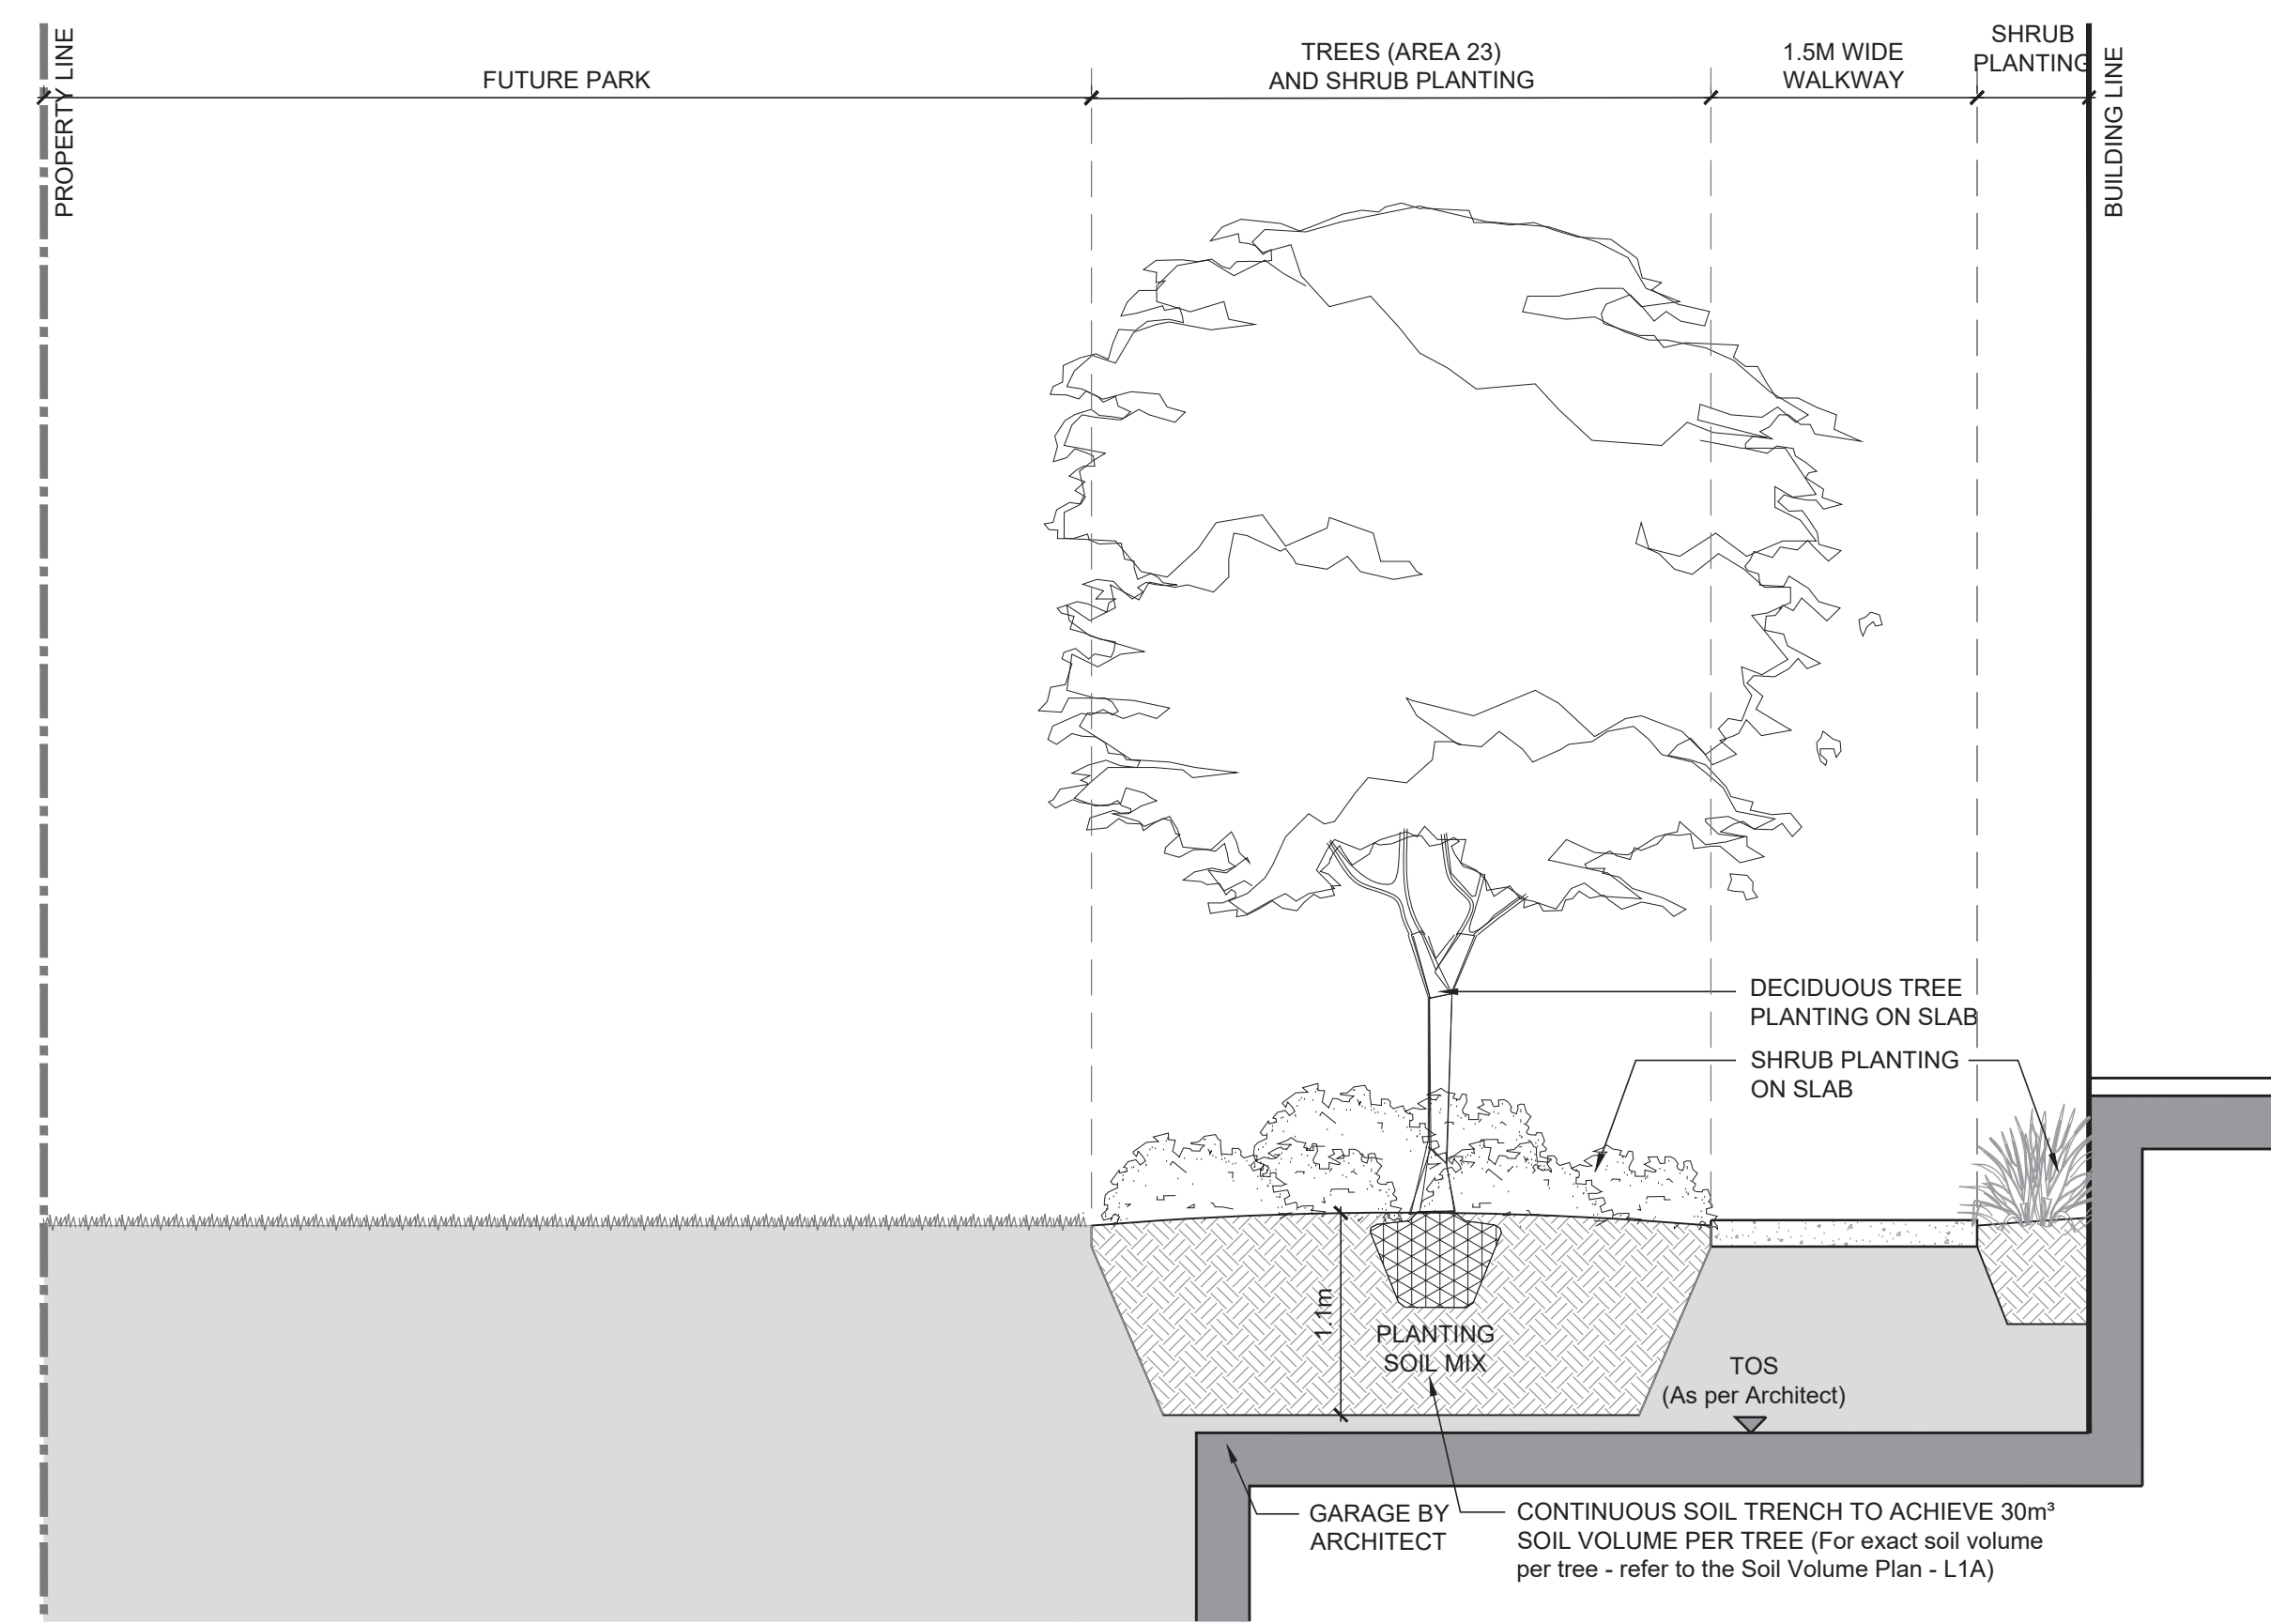 PROPERTY LINE
FUTURE PARK
TREES (AREA 23)
AND SHRUB PLANTING
1.5M WIDE
WALKWAY
SHRUB
PLANTING
BUILDING LINE
DECIDUOUS TREE
PLANTING ON SLAB
SHRUB PLANTING
ON SLAB
1.1m
PLANTING
SOIL MIX
TOS
(As per Architect)
GARAGE BY
ARCHITECT
CONTINUOUS SOIL TRENCH TO ACHIEVE 30m³
SOIL VOLUME PER TREE (For exact soil volume
per tree - refer to the Soil Volume Plan - L1A)